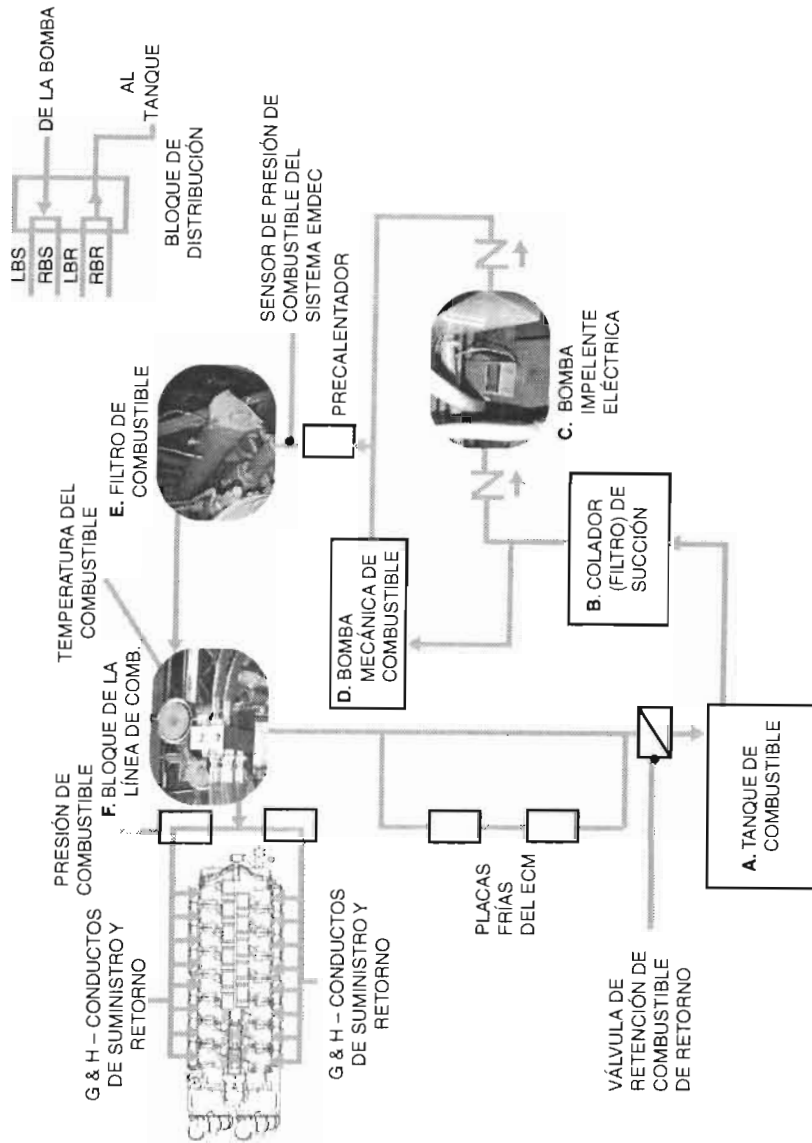 G & H – CONDUCTOS
DE SUMINISTRO Y
RETORNO
PRESIÓN DE
COMBUSTIBLE
F. BLOQUE DE LA
LÍNEA DE COMB.
TEMPERATURA DEL
COMBUSTIBLE
E. FILTRO DE
COMBUSTIBLE
LBS
RBS
LBR
RBR
DE LA BOMBA
AL
TANQUE
BLOQUE DE
DISTRIBUCIÓN
SENSOR DE PRESIÓN DE
COMBUSTIBLE DEL
SISTEMA EMDEC
PRECALENTADOR
G & H – CONDUCTOS
DE SUMINISTRO Y
RETORNO
D. BOMBA
MECÁNICA DE
COMBUSTIBLE
C. BOMBA
IMPELENTE
ELÉCTRICA
PLACAS
FRÍAS
DEL ECM
B. COLADOR
(FILTRO) DE
SUCCIÓN
VÁLVULA DE
RETENCIÓN DE
COMBUSTIBLE
DE RETORNO
A. TANQUE DE
COMBUSTIBLE